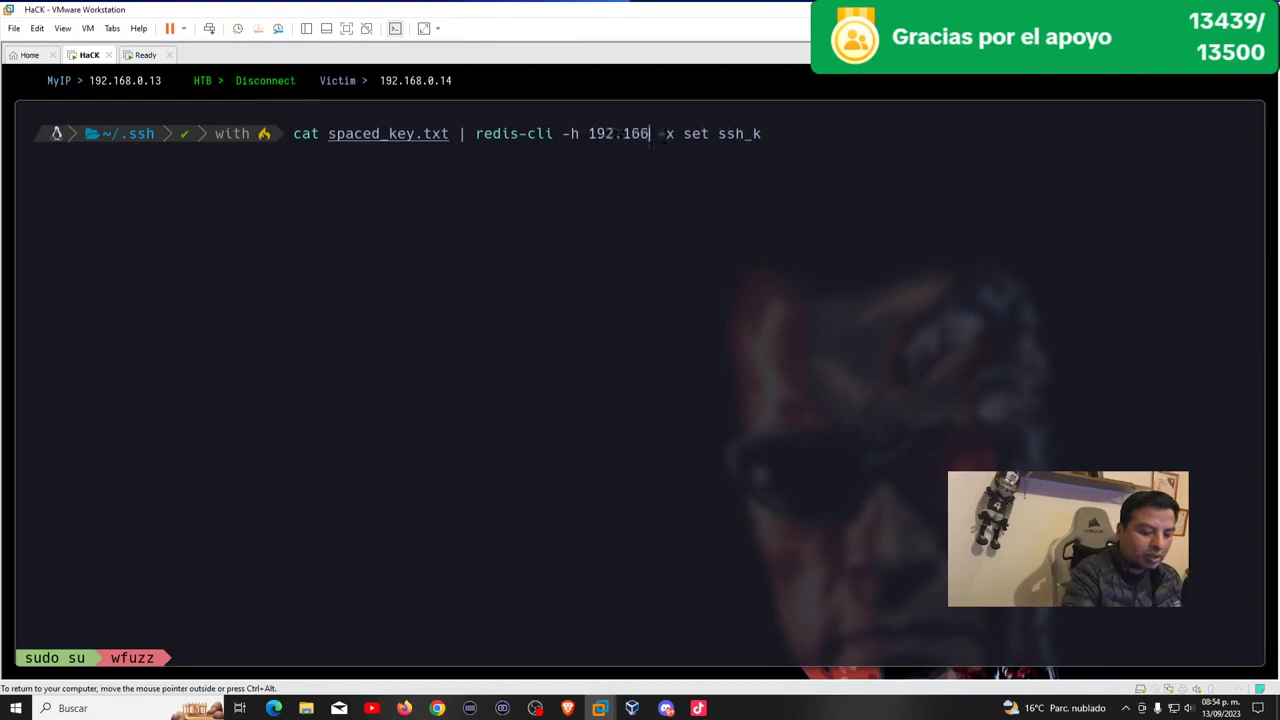 HaCK - VMware Workstation
File Edit View VM Tabs Help
Home HaCK Ready
Gracias por el apoyo
13439/
13500
MyIP > 192.168.0.13 HTB > Disconnect Victim > 192.168.0.14
~/.ssh ✔ with cat spaced_key.txt | redis-cli -h 192.166 -x set ssh_k
sudo su wfuzz
To return to your computer, move the mouse pointer outside or press Ctrl+Alt.
Buscar
16°C Parc. nublado
08:54 p. m.
13/09/2023